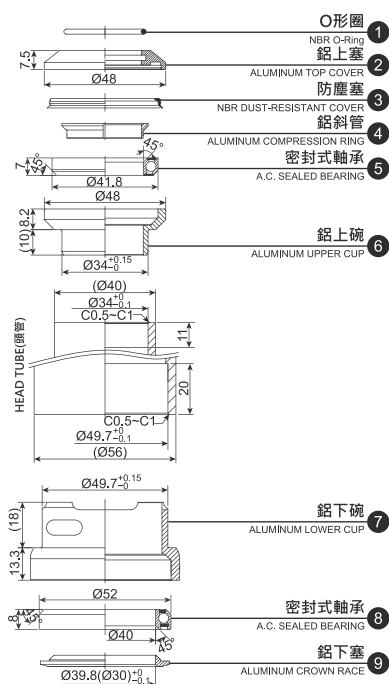 O形圈
NBR O-Ring
1
7.5
鋁上塞
ALUMINUM TOP COVER
2
Ø48
防塵塞
NBR DUST-RESISTANT COVER
3
鋁斜管
ALUMINUM COMPRESSION RING
4
45°
7
45°
密封式軸承
A.C. SEALED BEARING
5
Ø41.8
Ø48
8.2
(10)
鋁上碗
ALUMINUM UPPER CUP
6
Ø34+0.15 -0
(Ø40)
Ø34+0 -0.1
C0.5~C1
11
HEAD TUBE(頭管)
20
C0.5~C1
Ø49.7+0 -0.1
(Ø56)
Ø49.7+0.15 -0
(18)
鋁下碗
ALUMINUM LOWER CUP
7
13.3
Ø52
8
45°
密封式軸承
A.C. SEALED BEARING
8
Ø40
45°
鋁下塞
ALUMINUM CROWN RACE
9
Ø39.8(Ø30)+0 -0.1